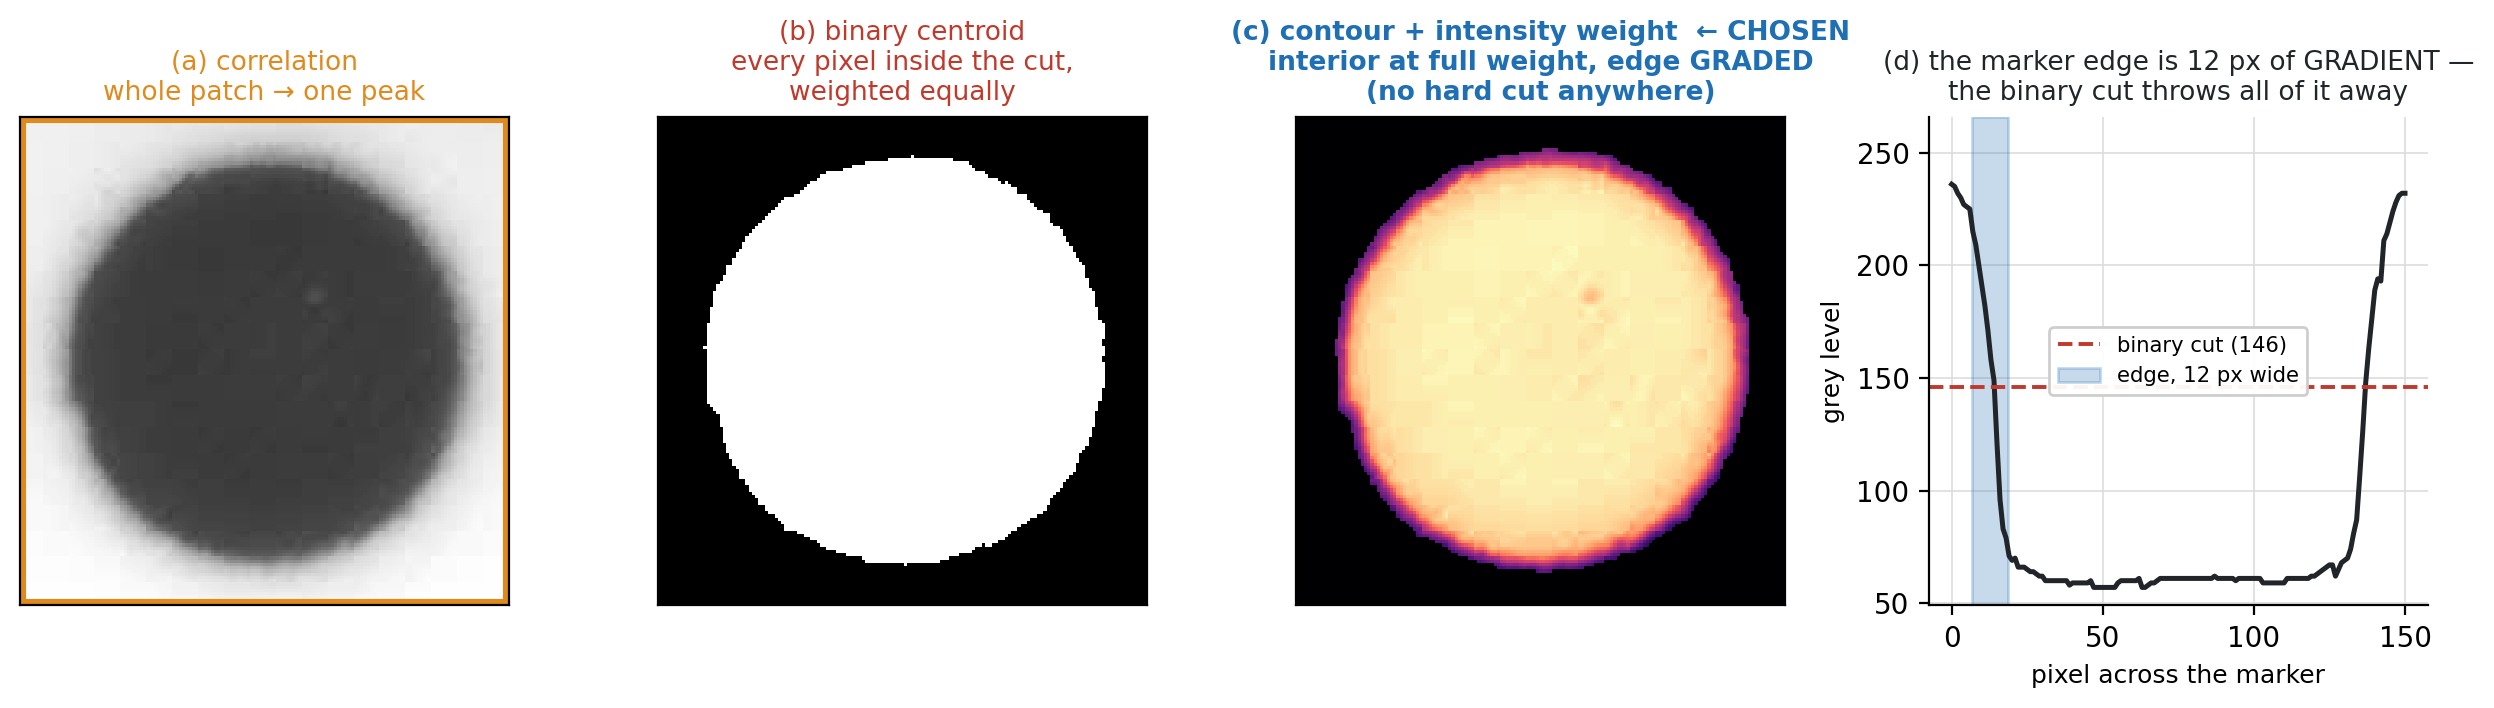 (a) correlation
whole patch → one peak
(b) binary centroid
every pixel inside the cut,
weighted equally
(c) contour + intensity weight ← CHOSEN
interior at full weight, edge GRADED
(no hard cut anywhere)
(d) the marker edge is 12 px of GRADIENT —
the binary cut throws all of it away
250
200
150
100
50
grey level
binary cut (146)
edge, 12 px wide
0
50
100
150
pixel across the marker